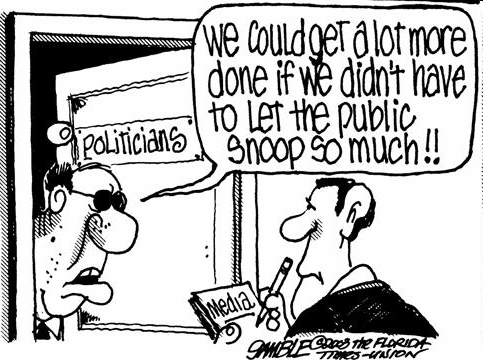 We could get a lot more
done if we didn't have
to let the public
snoop so much!!
Politicians
Media
GAMBLE ©2003 THE FLORIDA
TIMES-UNION